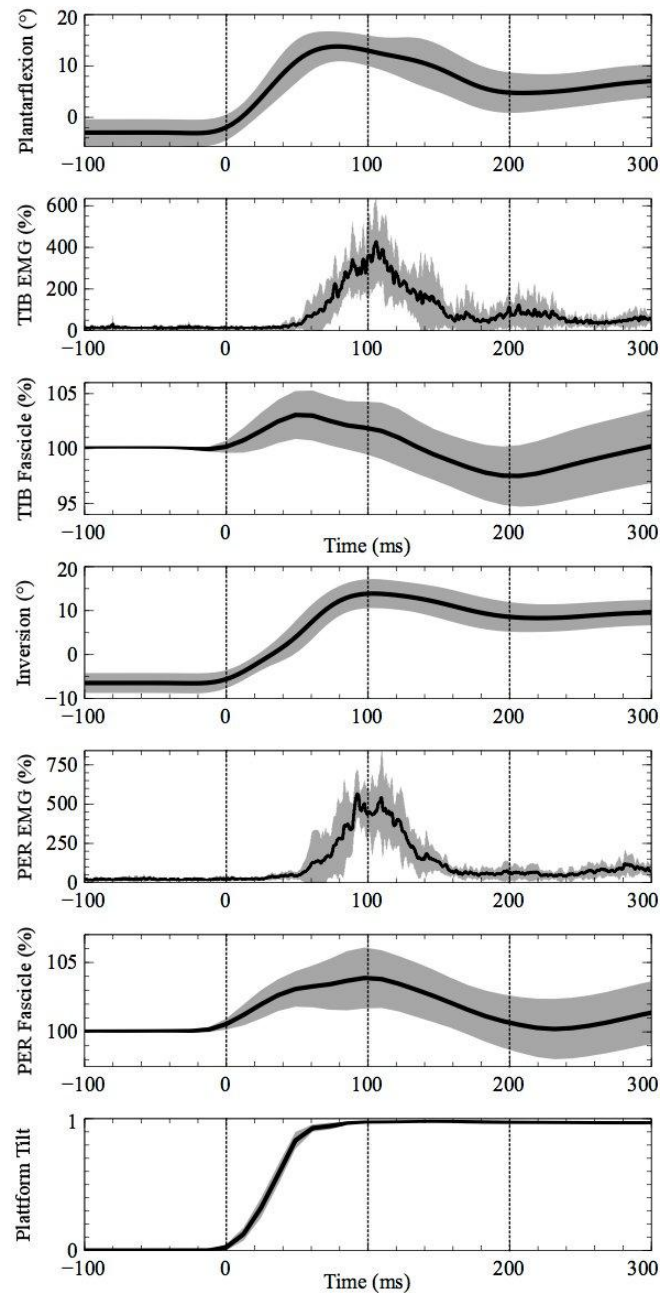 Plantarflexion (°)
20
10
0
−100 0 100 200 300
TIB EMG (%)
600
400
200
0
−100 0 100 200 300
TIB Fascicle (%)
105
100
95
−100 0 100 200 300
Time (ms)
Inversion (°)
20
10
0
−10
−100 0 100 200 300
PER EMG (%)
750
500
250
0
−100 0 100 200 300
PER Fascicle (%)
105
100
−100 0 100 200 300
Plattform Tilt
1
0
−100 0 100 200 300
Time (ms)